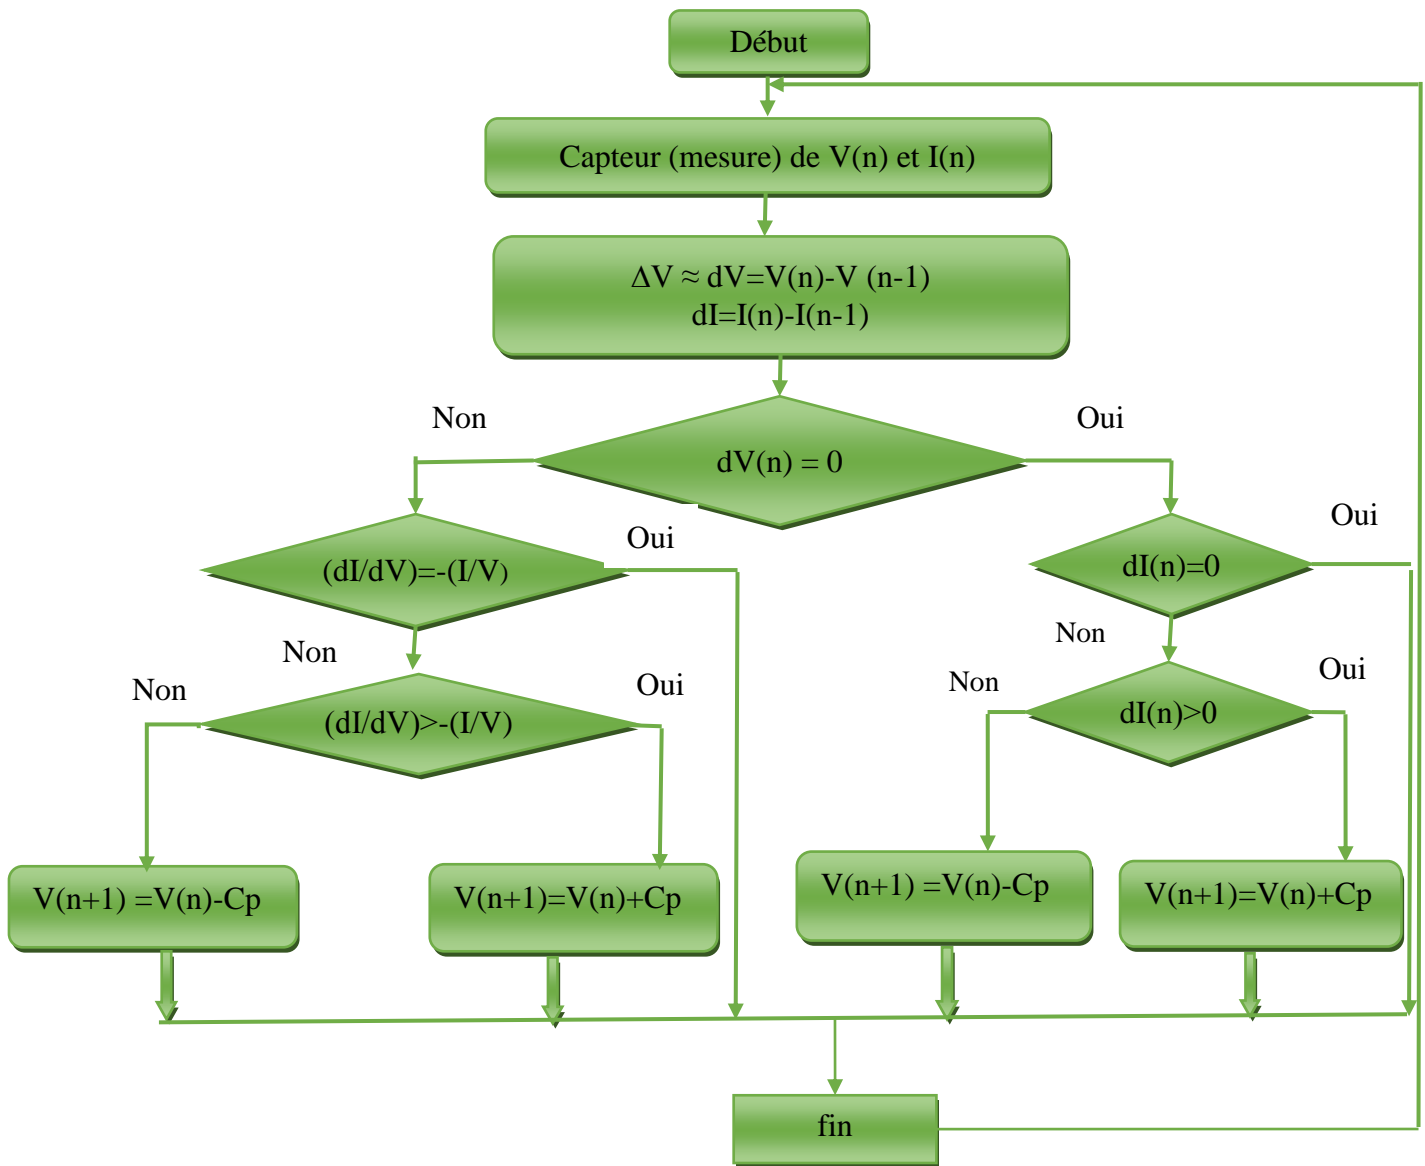 Début
Capteur (mesure) de V(n) et I(n)
ΔV ≈ dV=V(n)-V (n-1)
dI=I(n)-I(n-1)
Non
Oui
dV(n) = 0
Oui
Oui
(dI/dV)=-(I/V)
dI(n)=0
Non
Non
Non
Oui
Non
Oui
(dI/dV)>-(I/V)
dI(n)>0
V(n+1) =V(n)-Cp
V(n+1)=V(n)+Cp
V(n+1) =V(n)-Cp
V(n+1)=V(n)+Cp
fin